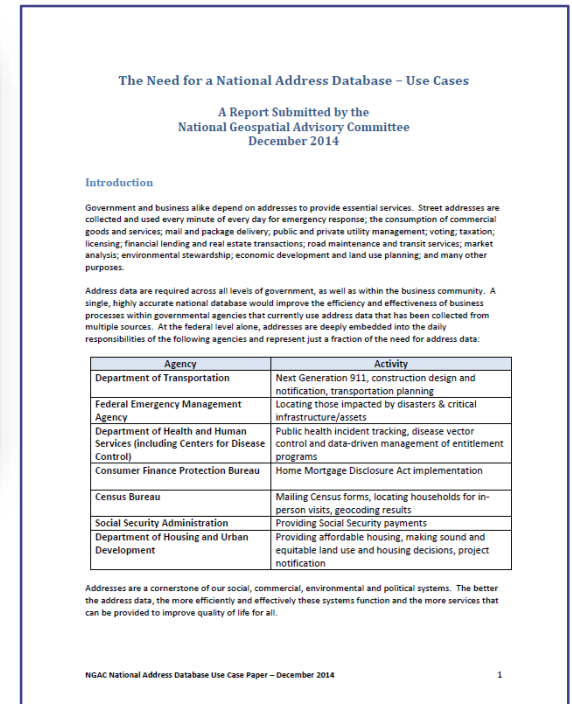 The Need for a National Address Database – Use Cases
A Report Submitted by the
National Geospatial Advisory Committee
December 2014
Introduction
Government and business alike depend on addresses to provide essential services. Street addresses are
collected and used every minute of every day for emergency response; the consumption of commercial
goods and services; mail and package delivery; public and private utility management; voting; taxation;
licensing; financial lending and real estate transactions; road maintenance and transit services; market
analysis; environmental stewardship; economic development and land use planning; and many other
purposes.
Address data are required across all levels of government, as well as within the business community. A
single, highly accurate national database would improve the efficiency and effectiveness of business
processes within governmental agencies that currently use address data that has been collected from
multiple sources. At the federal level alone, addresses are deeply embedded into the daily
responsibilities of the following agencies and represent just a fraction of the need for address data:
Agency Activity
Department of Transportation Next Generation 911, construction design and
notification, transportation planning
Federal Emergency Management Locating those impacted by disasters & critical
Agency infrastructure/assets
Department of Health and Human Public health incident tracking, disease vector
Services (including Centers for Disease control and data-driven management of entitlement
Control) programs
Consumer Finance Protection Bureau Home Mortgage Disclosure Act implementation
Census Bureau Mailing Census forms, locating households for in-
person visits, geocoding results
Social Security Administration Providing Social Security payments
Department of Housing and Urban Providing affordable housing, making sound and
Development equitable land use and housing decisions, project
notification
Addresses are a cornerstone of our social, commercial, environmental and political systems. The better
the address data, the more efficiently and effectively these systems function and the more services that
can be provided to improve quality of life for all.
NGAC National Address Database Use Case Paper – December 2014 1